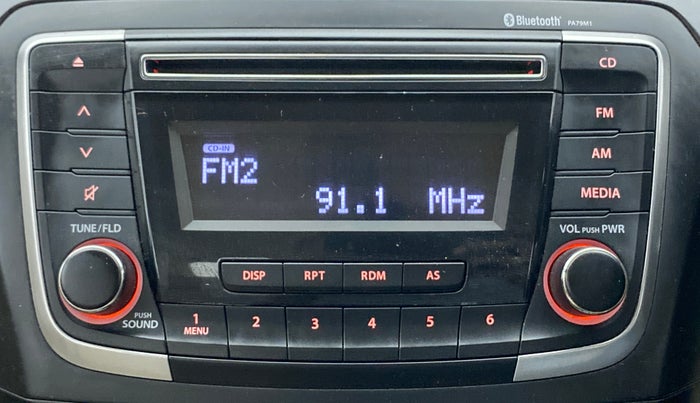 Bluetooth PA79M1
CD
FM
AM
MEDIA
CD-IN
FM2
91.1 MHz
TUNE/FLD
VOL PUSH PWR
DISP RPT RDM AS
PUSH
SOUND
1 2 3 4 5 6
MENU